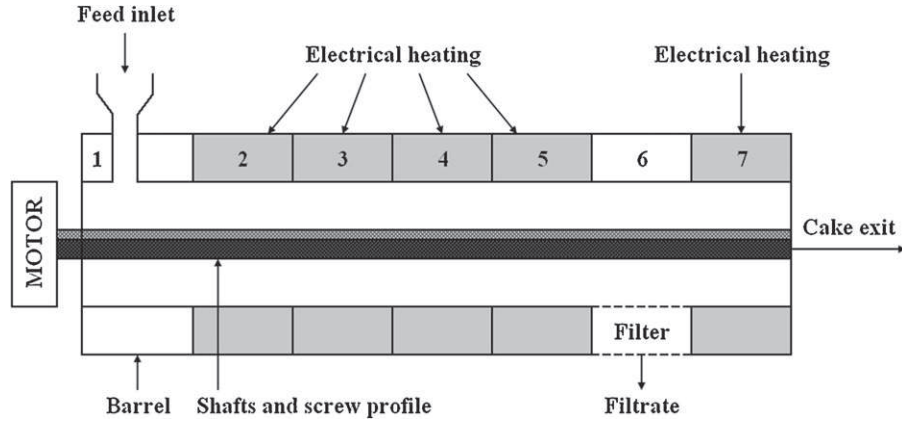 Feed inlet
Electrical heating
Electrical heating
1
2
3
4
5
6
7
MOTOR
Cake exit
Filter
Barrel
Shafts and screw profile
Filtrate